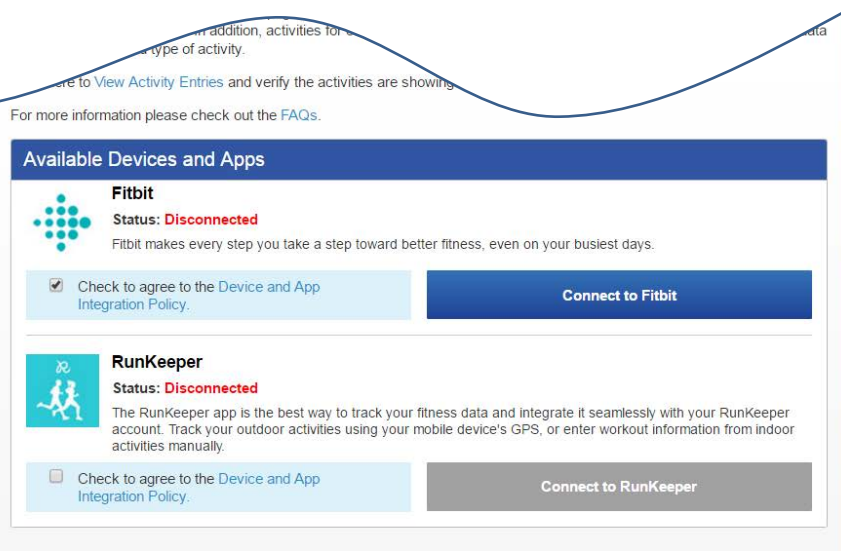 addition, activities for
type of activity.
to View Activity Entries and verify the activities are showing
For more information please check out the FAQs.
Available Devices and Apps
Fitbit
Status: Disconnected
Fitbit makes every step you take a step toward better fitness, even on your busiest days.
Check to agree to the Device and App
Integration Policy.
Connect to Fitbit
RunKeeper
Status: Disconnected
The RunKeeper app is the best way to track your fitness data and integrate it seamlessly with your RunKeeper
account. Track your outdoor activities using your mobile device's GPS, or enter workout information from indoor
activities manually.
Check to agree to the Device and App
Integration Policy.
Connect to RunKeeper